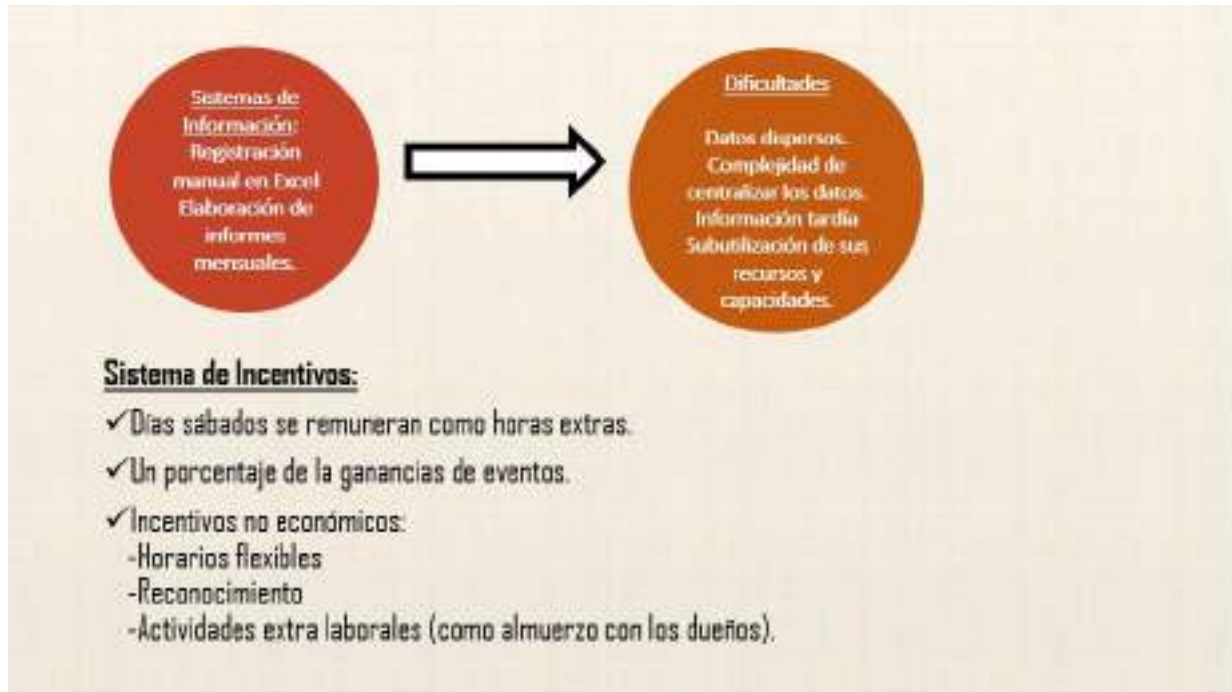 Sistemas de
Información:
Registración
manual en Excel
Elaboración de
informes
mensuales.
Dificultades
Datos dispersos.
Complejidad de
centralizar los datos.
Información tardía
Subutilización de sus
recursos y
capacidades.
Sistema de Incentivos:
✓Días sábados se remuneran como horas extras.
✓Un porcentaje de la ganancias de eventos.
✓Incentivos no económicos:
-Horarios flexibles
-Reconocimiento
-Actividades extra laborales (como almuerzo con los dueños).